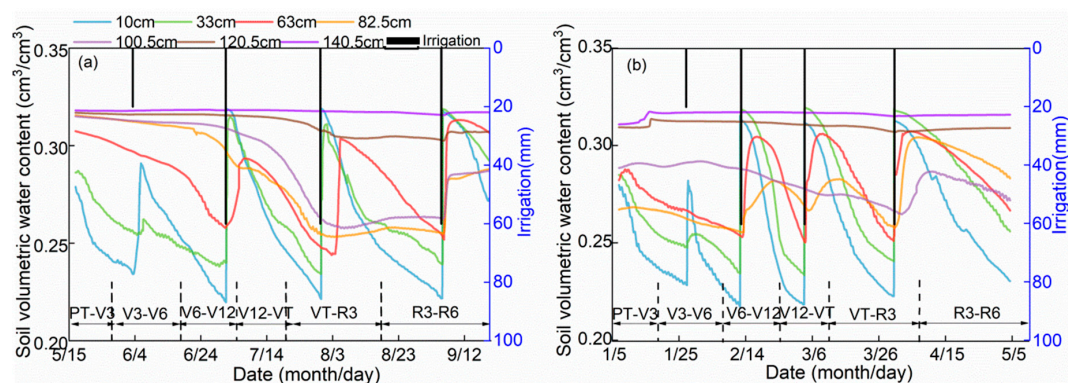 10cm 33cm 63cm 82.5cm
100.5cm 120.5cm 140.5cm Irrigation
(a)
Soil volumetric water content (cm³/cm³)
0.35
0.30
0.25
0.20
0
20
40
60
80
100
Irrigation(mm)
PT-V3 V3-V6 V6-V12 V12-VT VT-R3 R3-R6
5/15 6/4 6/24 7/14 8/3 8/23 9/12
Date (month/day)
(b)
Soil volumetric water content (cm³/cm³)
0.35
0.30
0.25
0.20
0
20
40
60
80
100
Irrigation(mm)
PT-V3 V3-V6 V6-V12 V12-VT VT-R3 R3-R6
1/5 1/25 2/14 3/6 3/26 4/15 5/5
Date (month/day)